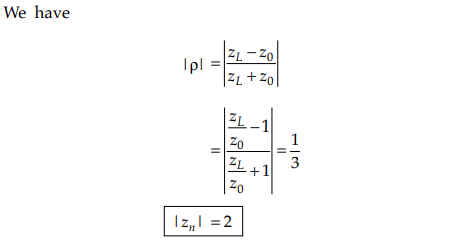 We have
|ρ| = |(z_L − z_0)/(z_L + z_0)|
= |(z_L/z_0 − 1)/(z_L/z_0 + 1)| = 1/3
|z_n| = 2